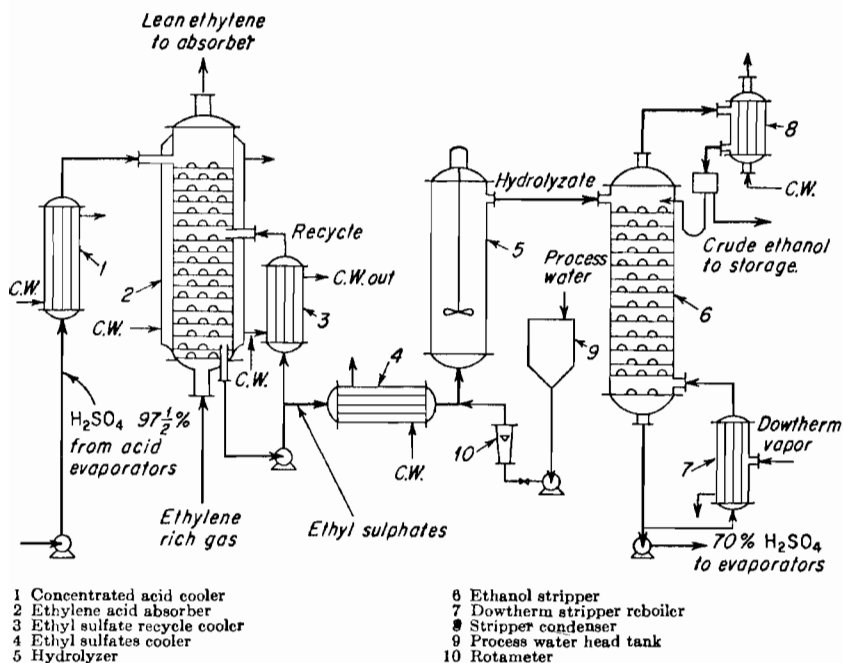 Lean ethylene
to absorber
8
C.W.
Hydrolyzate
Crude ethanol
to storage.
1
Recycle
5
Process
water
C.W.out
C.W.
2
3
6
C.W.
9
C.W.
4
H₂SO₄ 97½%
from acid
evaporators
10
Dowtherm
vapor
7
C.W.
Ethylene
rich gas
Ethyl sulphates
70% H₂SO₄
to evaporators
1 Concentrated acid cooler
2 Ethylene acid absorber
3 Ethyl sulfate recycle cooler
4 Ethyl sulfates cooler
5 Hydrolyzer
6 Ethanol stripper
7 Dowtherm stripper reboiler
8 Stripper condenser
9 Process water head tank
10 Rotameter